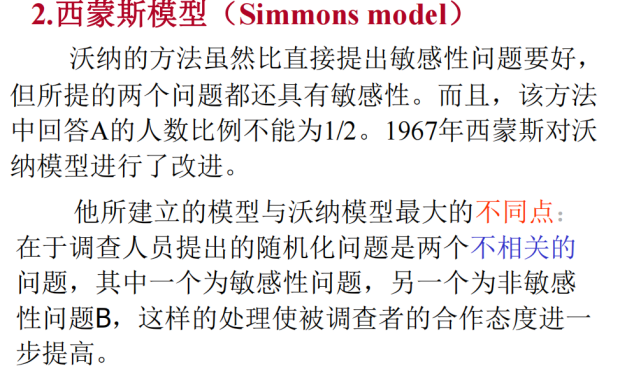 2.西蒙斯模型（Simmons model）
沃纳的方法虽然比直接提出敏感性问题要好，
但所提的两个问题都还具有敏感性。而且，该方法
中回答A的人数比例不能为1/2。1967年西蒙斯对沃
纳模型进行了改进。
他所建立的模型与沃纳模型最大的不同点：
在于调查人员提出的随机化问题是两个不相关的
问题，其中一个为敏感性问题，另一个为非敏感
性问题B，这样的处理使被调查者的合作态度进一
步提高。